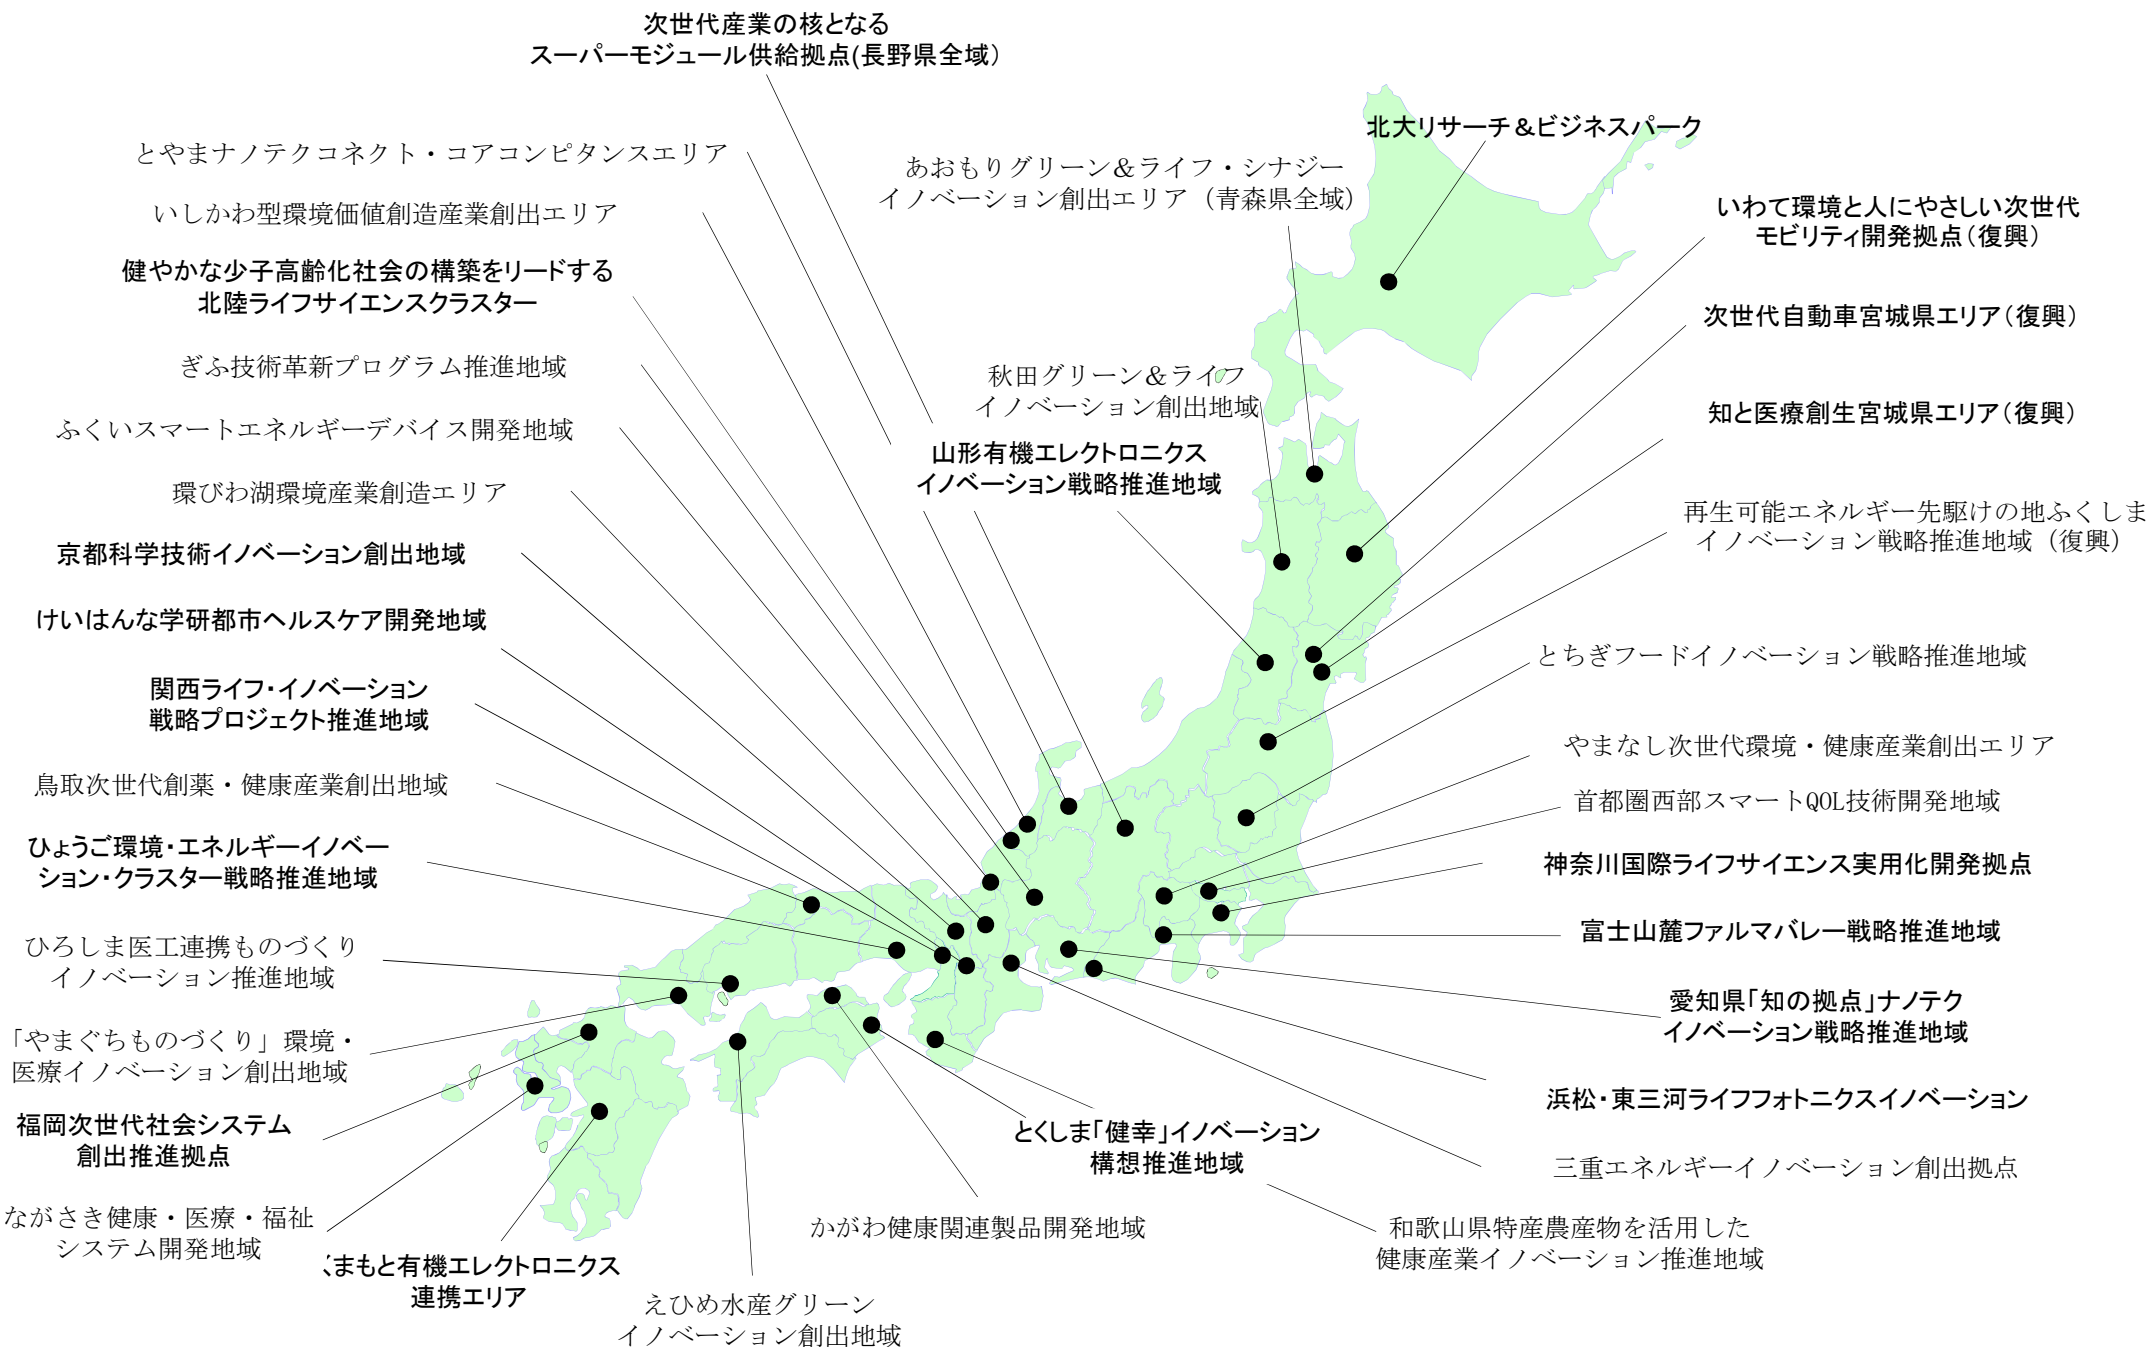 次世代産業の核となる
スーパーモジュール供給拠点(長野県全域)
とやまナノテクコネクト・コアコンピタンスエリア
いしかわ型環境価値創造産業創出エリア
健やかな少子高齢化社会の構築をリードする
北陸ライフサイエンスクラスター
ぎふ技術革新プログラム推進地域
ふくいスマートエネルギーデバイス開発地域
環びわ湖環境産業創造エリア
京都科学技術イノベーション創出地域
けいはんな学研都市ヘルスケア開発地域
関西ライフ・イノベーション
戦略プロジェクト推進地域
鳥取次世代創薬・健康産業創出地域
ひょうご環境・エネルギーイノベー
ション・クラスター戦略推進地域
ひろしま医工連携ものづくり
イノベーション推進地域
「やまぐちものづくり」環境・
医療イノベーション創出地域
福岡次世代社会システム
創出推進拠点
ながさき健康・医療・福祉
システム開発地域
くまもと有機エレクトロニクス
連携エリア
えひめ水産グリーン
イノベーション創出地域
かがわ健康関連製品開発地域
とくしま「健幸」イノベーション
構想推進地域
和歌山県特産農産物を活用した
健康産業イノベーション推進地域
三重エネルギーイノベーション創出拠点
浜松・東三河ライフフォトニクスイノベーション
愛知県「知の拠点」ナノテク
イノベーション戦略推進地域
富士山麓ファルマバレー戦略推進地域
神奈川国際ライフサイエンス実用化開発拠点
首都圏西部スマートQOL技術開発地域
やまなし次世代環境・健康産業創出エリア
とちぎフードイノベーション戦略推進地域
再生可能エネルギー先駆けの地ふくしま
イノベーション戦略推進地域（復興）
知と医療創生宮城県エリア（復興）
次世代自動車宮城県エリア（復興）
いわて環境と人にやさしい次世代
モビリティ開発拠点（復興）
北大リサーチ＆ビジネスパーク
あおもりグリーン＆ライフ・シナジー
イノベーション創出エリア（青森県全域）
秋田グリーン＆ライフ
イノベーション創出地域
山形有機エレクトロニクス
イノベーション戦略推進地域